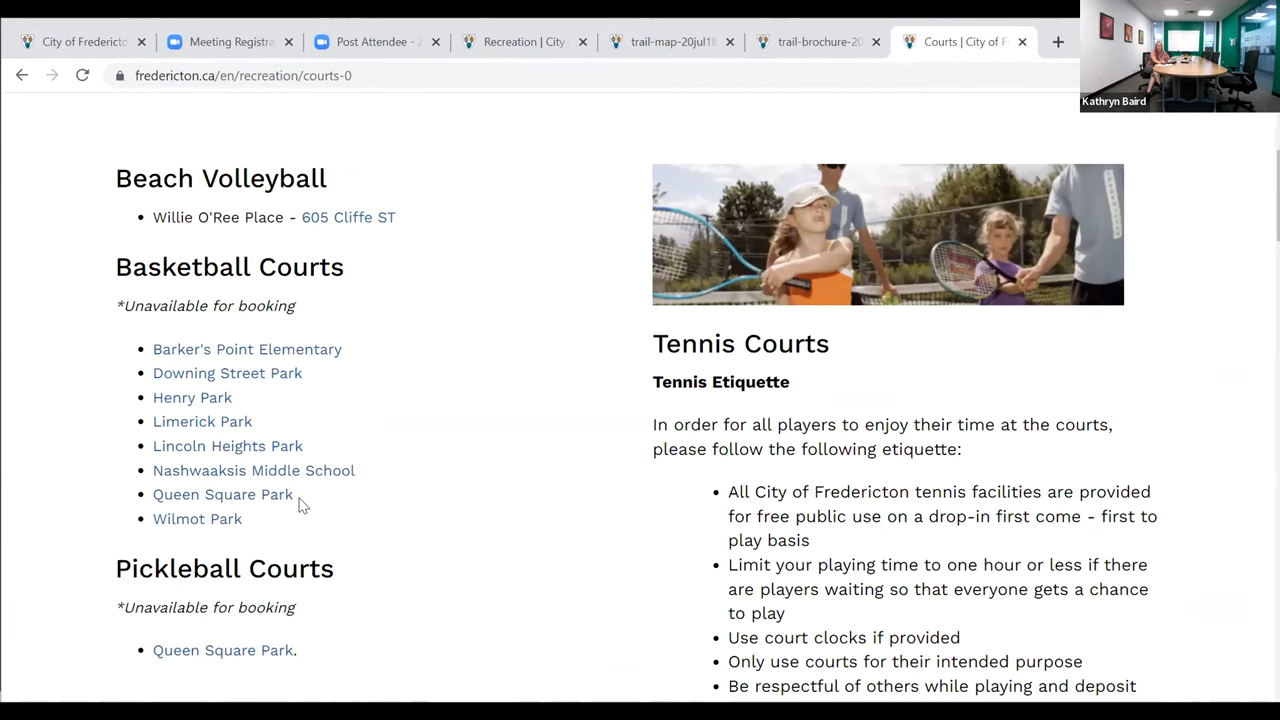 City of Frederict
Meeting Registra
Post Attendee -
Recreation
trail-map-20jul18
trail-brochure-20
Courts | City of F
fredericton.ca/en/recreation/courts-0
Kathryn Baird
Beach Volleyball
• Willie O'Ree Place - 605 Cliffe ST
Basketball Courts
*Unavailable for booking
• Barker's Point Elementary
• Downing Street Park
• Henry Park
• Limerick Park
• Lincoln Heights Park
• Nashwaaksis Middle School
• Queen Square Park
• Wilmot Park
Pickleball Courts
*Unavailable for booking
• Queen Square Park.
Tennis Courts
Tennis Etiquette
In order for all players to enjoy their time at the courts,
please follow the following etiquette:
• All City of Fredericton tennis facilities are provided
for free public use on a drop-in first come - first to
play basis
• Limit your playing time to one hour or less if there
are players waiting so that everyone gets a chance
to play
• Use court clocks if provided
• Only use courts for their intended purpose
• Be respectful of others while playing and deposit